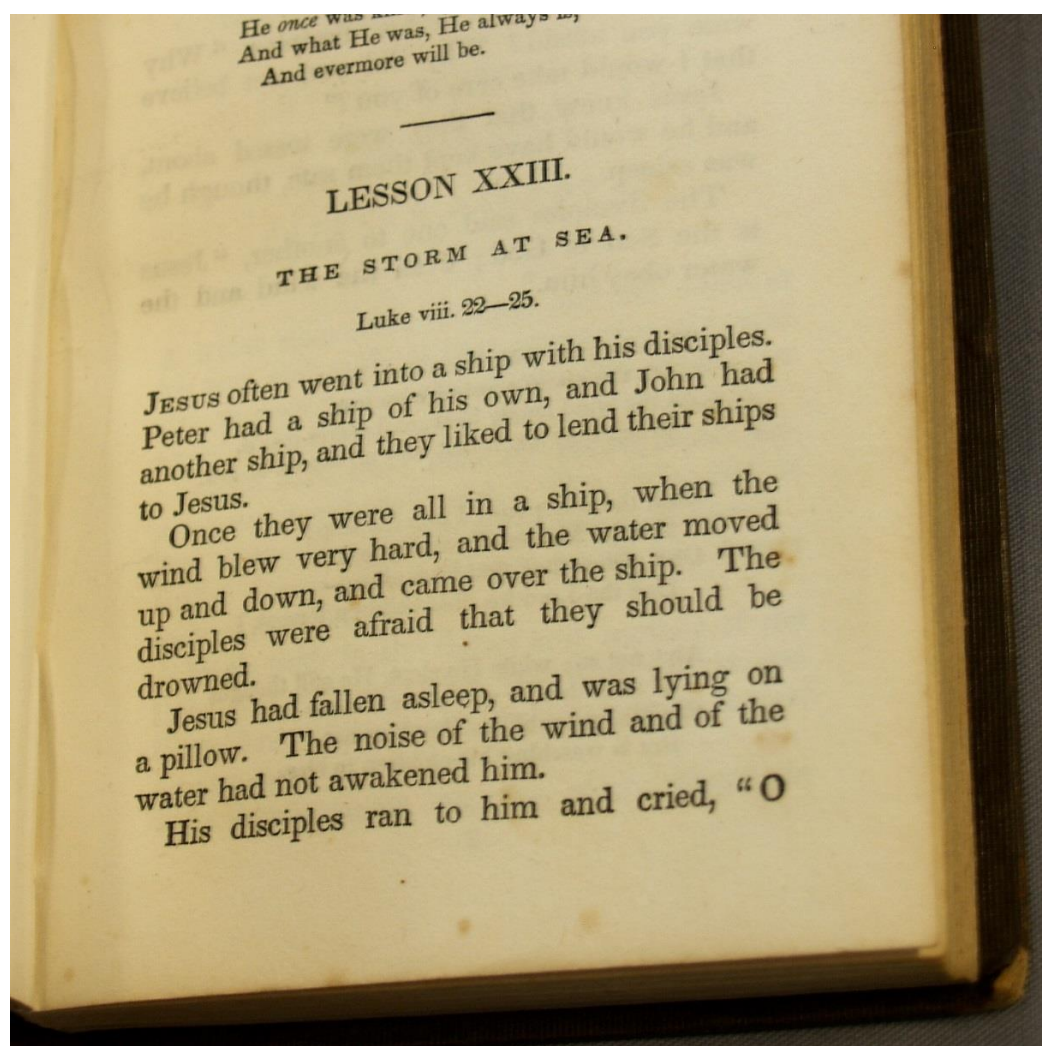 He once was
And what He was, He always is,
And evermore will be.
LESSON XXIII.
THE STORM AT SEA.
Luke viii. 22—25.
JESUS often went into a ship with his disciples.
Peter had a ship of his own, and John had
another ship, and they liked to lend their ships
to Jesus.
Once they were all in a ship, when the
wind blew very hard, and the water moved
up and down, and came over the ship. The
disciples were afraid that they should be
drowned.
Jesus had fallen asleep, and was lying on
a pillow. The noise of the wind and of the
water had not awakened him.
His disciples ran to him and cried, “O